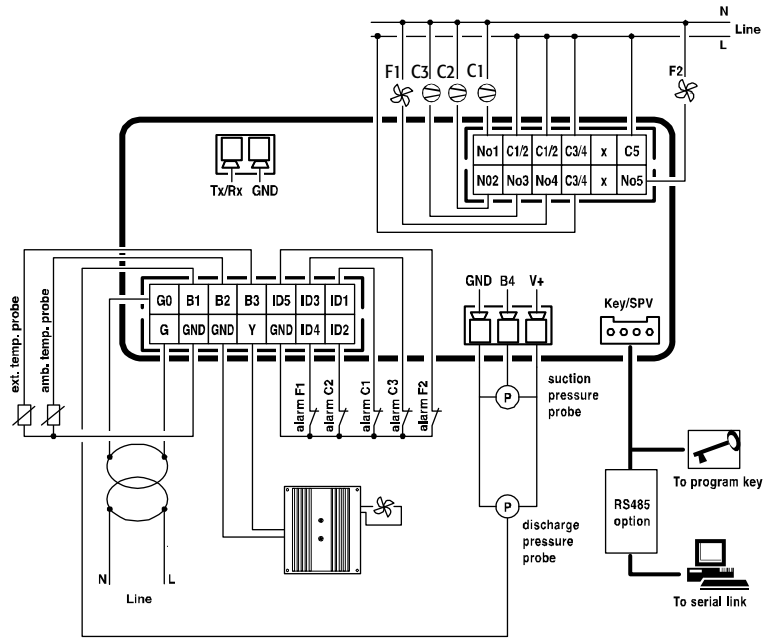 N
Line
L
F1 C3 C2 C1
F2
No1 C1/2 C1/2 C3/4 x C5
N02 No3 No4 C3/4 x No5
Tx/Rx GND
G0 B1 B2 B3 ID5 ID3 ID1
G GND GND Y GND ID4 ID2
GND B4 V+
Key/SPV
ext. temp. probe
amb. temp. probe
alarm F1
alarm C2
alarm C1
alarm C3
alarm F2
P
suction
pressure
probe
P
discharge
pressure
probe
To program key
RS485
option
To serial link
N L
Line